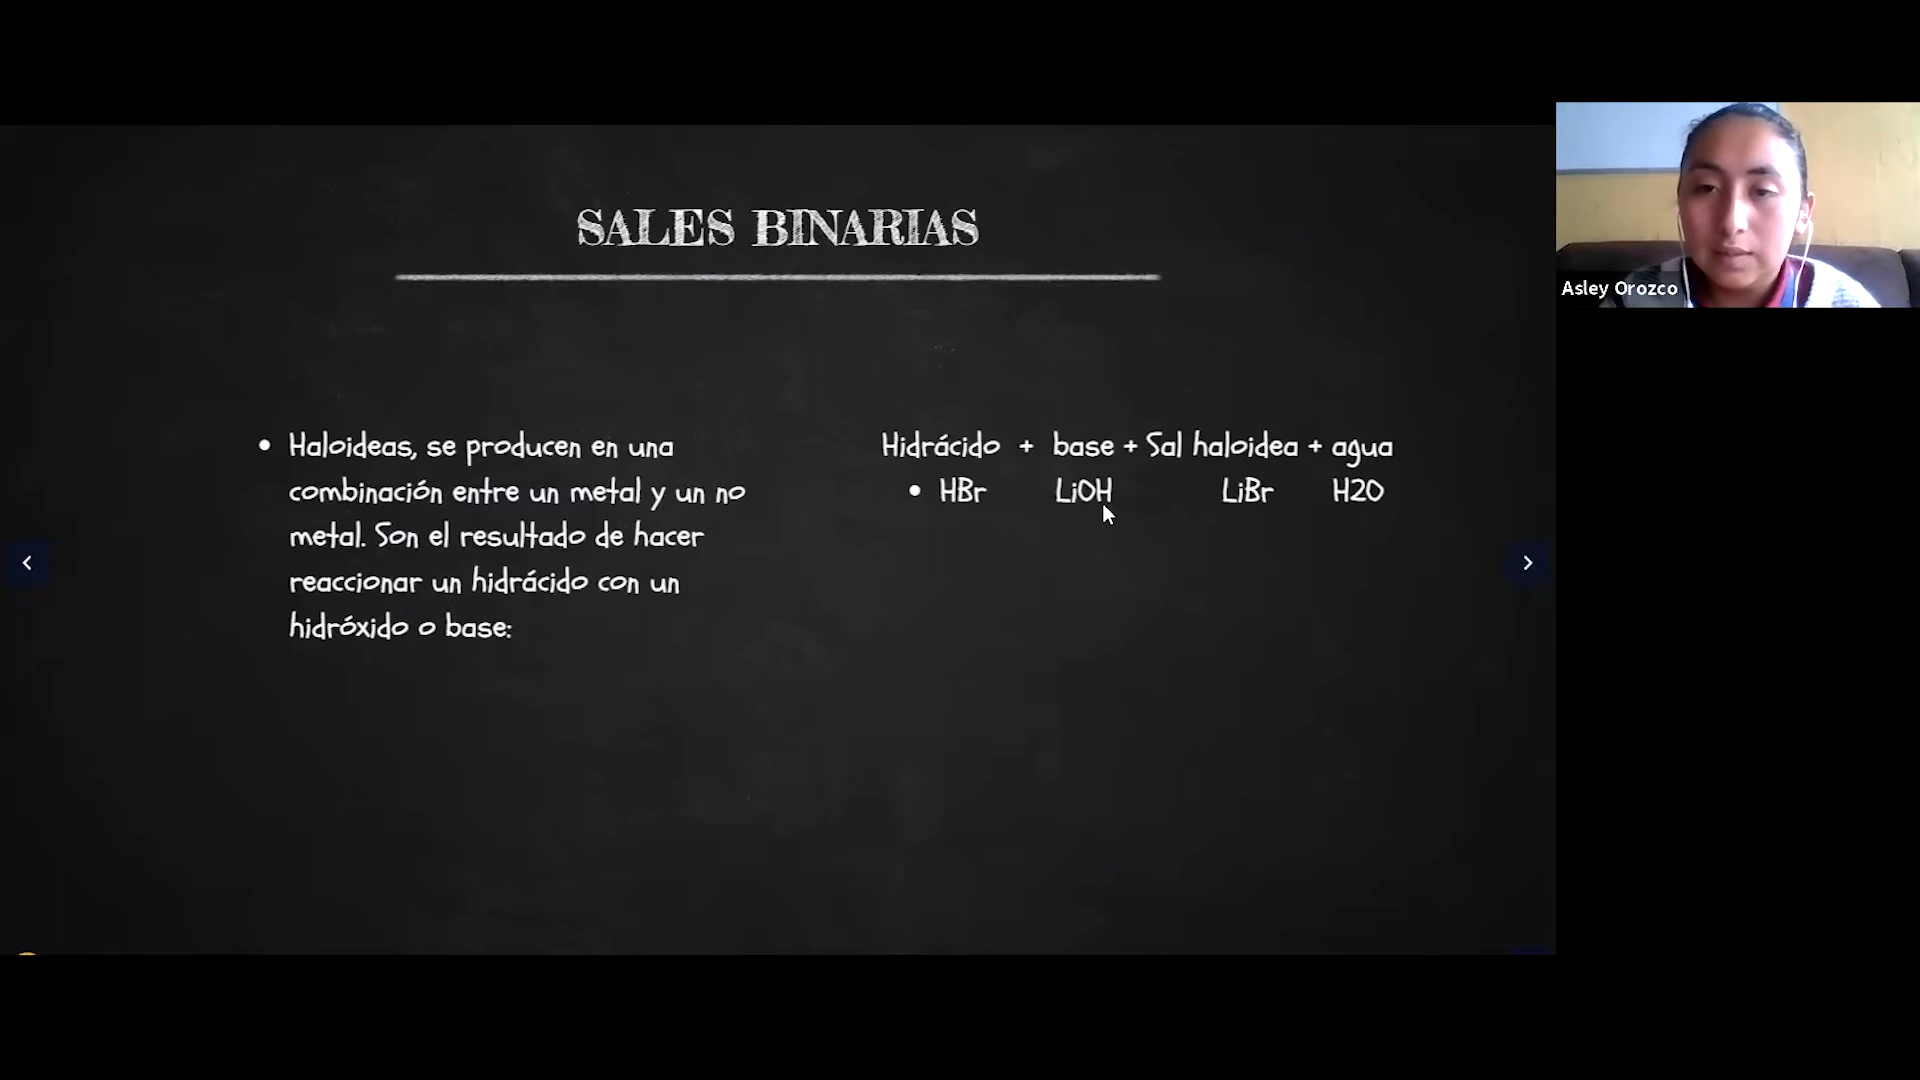 SALES BINARIAS
• Haloideas, se producen en una
combinación entre un metal y un no
metal. Son el resultado de hacer
reaccionar un hidrácido con un
hidróxido o base:
Hidrácido + base + Sal haloidea + agua
• HBr LiOH LiBr H2O
Asley Orozco